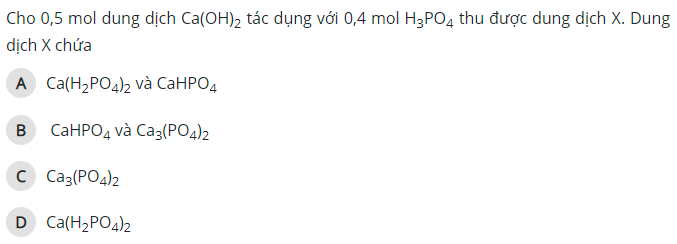 Cho 0,5 mol dung dịch Ca(OH)₂ tác dụng với 0,4 mol H₃PO₄ thu được dung dịch X. Dung
dịch X chứa
A Ca(H₂PO₄)₂ và CaHPO₄
B CaHPO₄ và Ca₃(PO₄)₂
C Ca₃(PO₄)₂
D Ca(H₂PO₄)₂